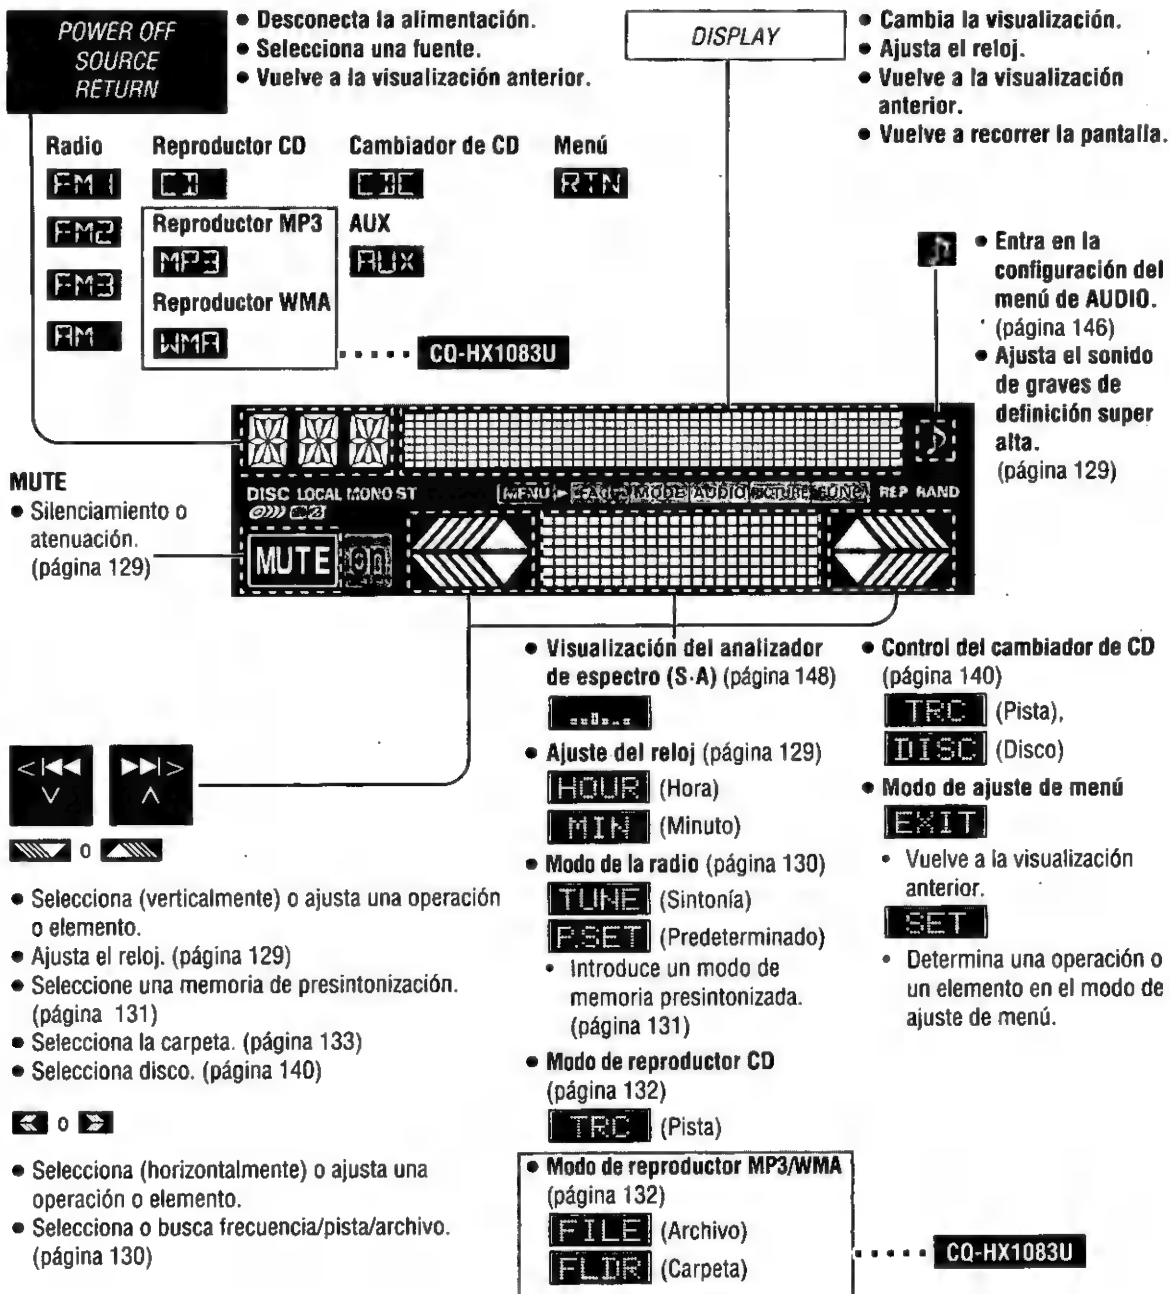 POWER OFF
SOURCE
RETURN
• Desconecta la alimentación.
• Selecciona una fuente.
• Vuelve a la visualización anterior.
DISPLAY
• Cambia la visualización.
• Ajusta el reloj.
• Vuelve a la visualización
anterior.
• Vuelve a recorrer la pantalla.
Radio
FM1
FM2
FM3
AM
Reproductor CD
CD
Reproductor MP3
MP3
Reproductor WMA
WMA
Cambiador de CD
CDC
AUX
AUX
Menú
RTN
CQ-HX1083U
• Entra en la
configuración del
menú de AUDIO.
(página 146)
• Ajusta el sonido
de graves de
definición super
alta.
(página 129)
MUTE
• Silenciamiento o
atenuación.
(página 129)
DISC LOCAL MONO ST
MENU MODE AUDIO PICTURE FUNC REP RAND
MUTE on
• Visualización del analizador
de espectro (S·A) (página 148)
• Ajuste del reloj (página 129)
HOUR (Hora)
MIN (Minuto)
• Modo de la radio (página 130)
TUNE (Sintonía)
P.SET (Predeterminado)
• Introduce un modo de
memoria presintonizada.
(página 131)
• Modo de reproductor CD
(página 132)
TRC (Pista)
• Modo de reproductor MP3/WMA
(página 132)
FILE (Archivo)
FLDR (Carpeta)
CQ-HX1083U
• Control del cambiador de CD
(página 140)
TRC (Pista),
DISC (Disco)
• Modo de ajuste de menú
EXIT
• Vuelve a la visualización
anterior.
SET
• Determina una operación o
un elemento en el modo de
ajuste de menú.
o
• Selecciona (verticalmente) o ajusta una operación
o elemento.
• Ajusta el reloj. (página 129)
• Seleccione una memoria de presintonización.
(página 131)
• Selecciona la carpeta. (página 133)
• Selecciona disco. (página 140)
o
• Selecciona (horizontalmente) o ajusta una
operación o elemento.
• Selecciona o busca frecuencia/pista/archivo.
(página 130)